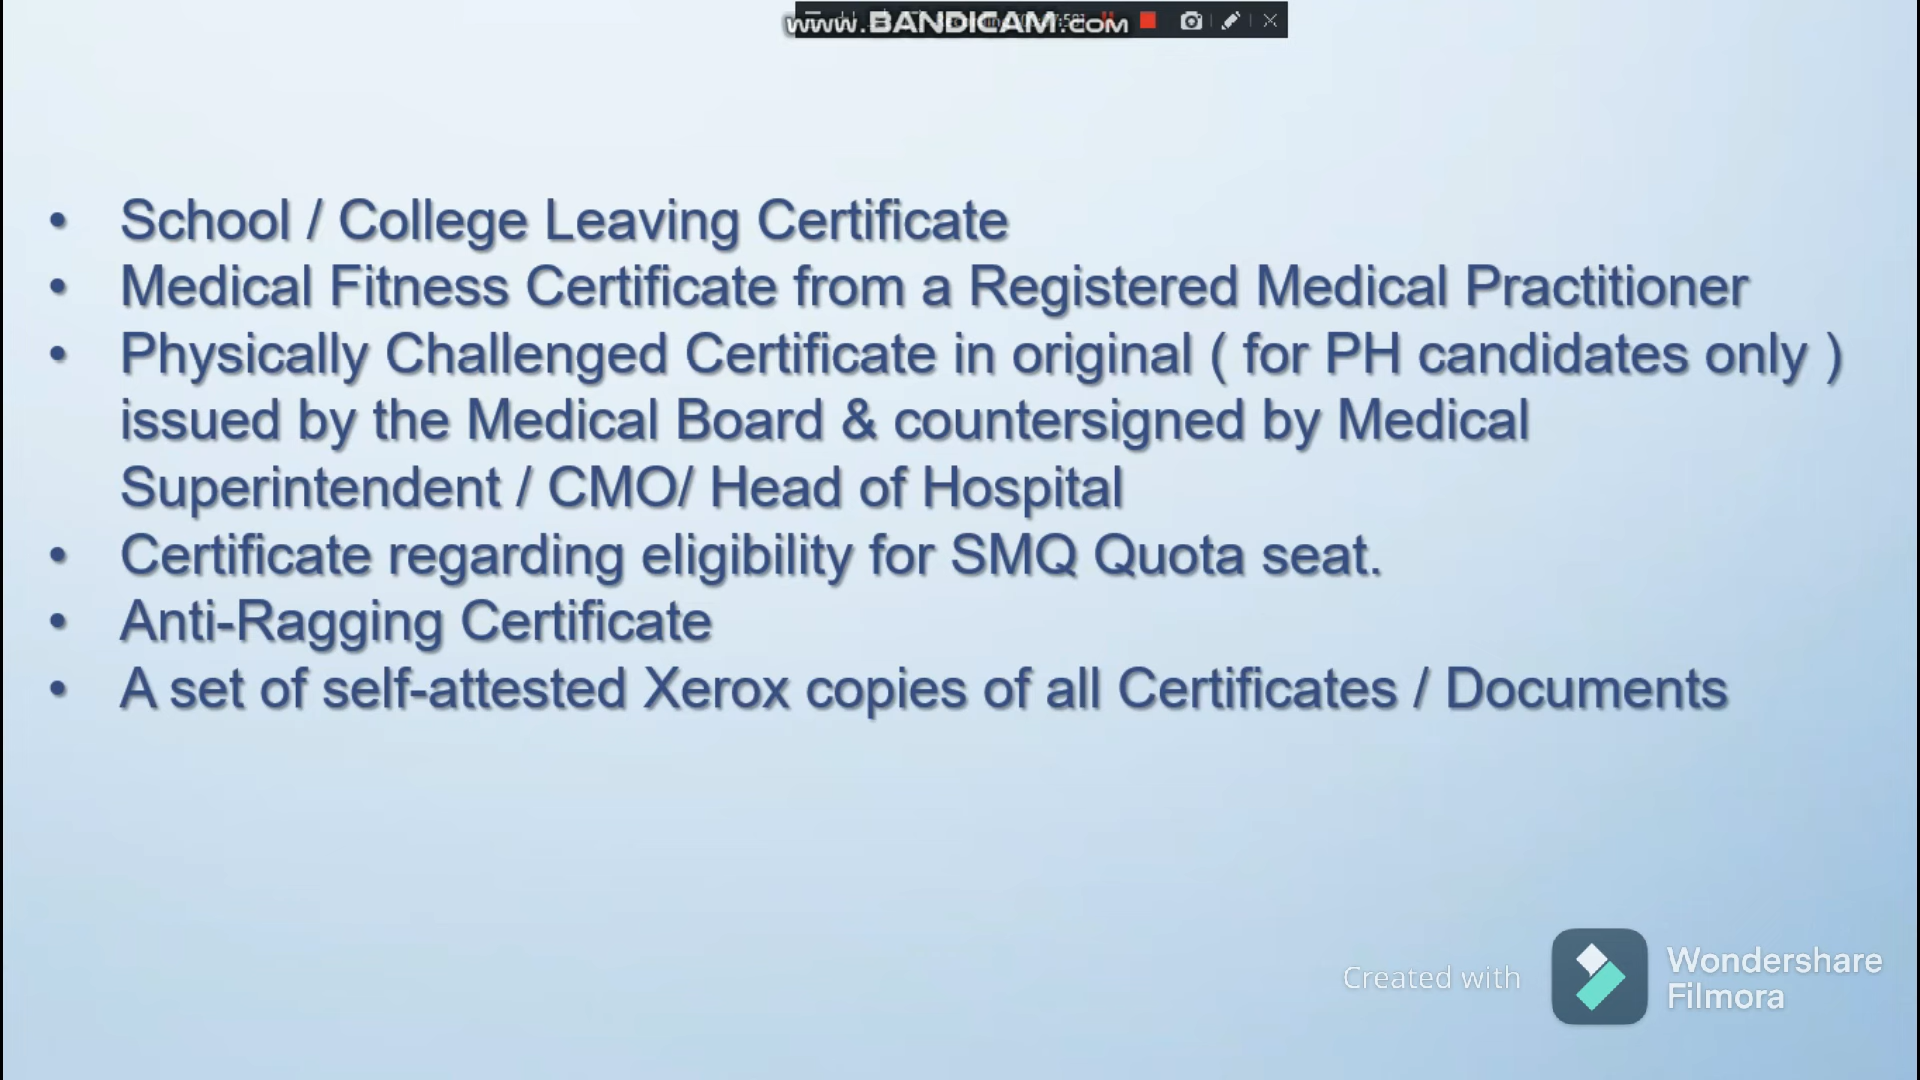 www.BANDICAM.com
• School / College Leaving Certificate
• Medical Fitness Certificate from a Registered Medical Practitioner
• Physically Challenged Certificate in original ( for PH candidates only )
issued by the Medical Board & countersigned by Medical
Superintendent / CMO/ Head of Hospital
• Certificate regarding eligibility for SMQ Quota seat.
• Anti-Ragging Certificate
• A set of self-attested Xerox copies of all Certificates / Documents
Created with
Wondershare
Filmora